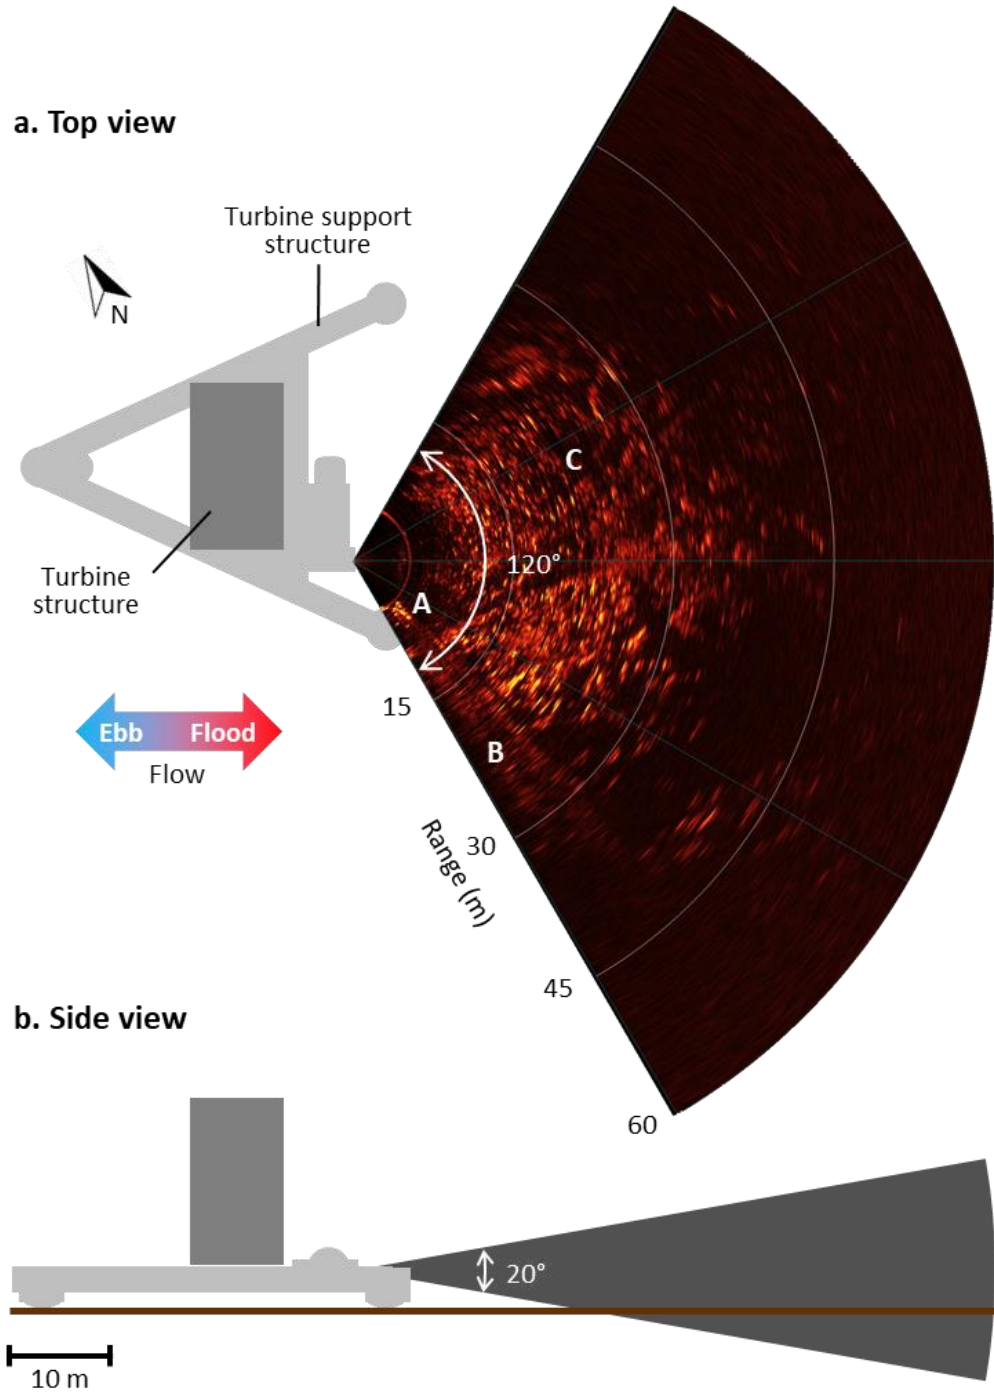 a. Top view
Turbine support
structure
N
C
120°
A
Turbine
structure
15
Ebb
Flood
Flow
B
Range (m)
30
45
b. Side view
60
20°
10 m